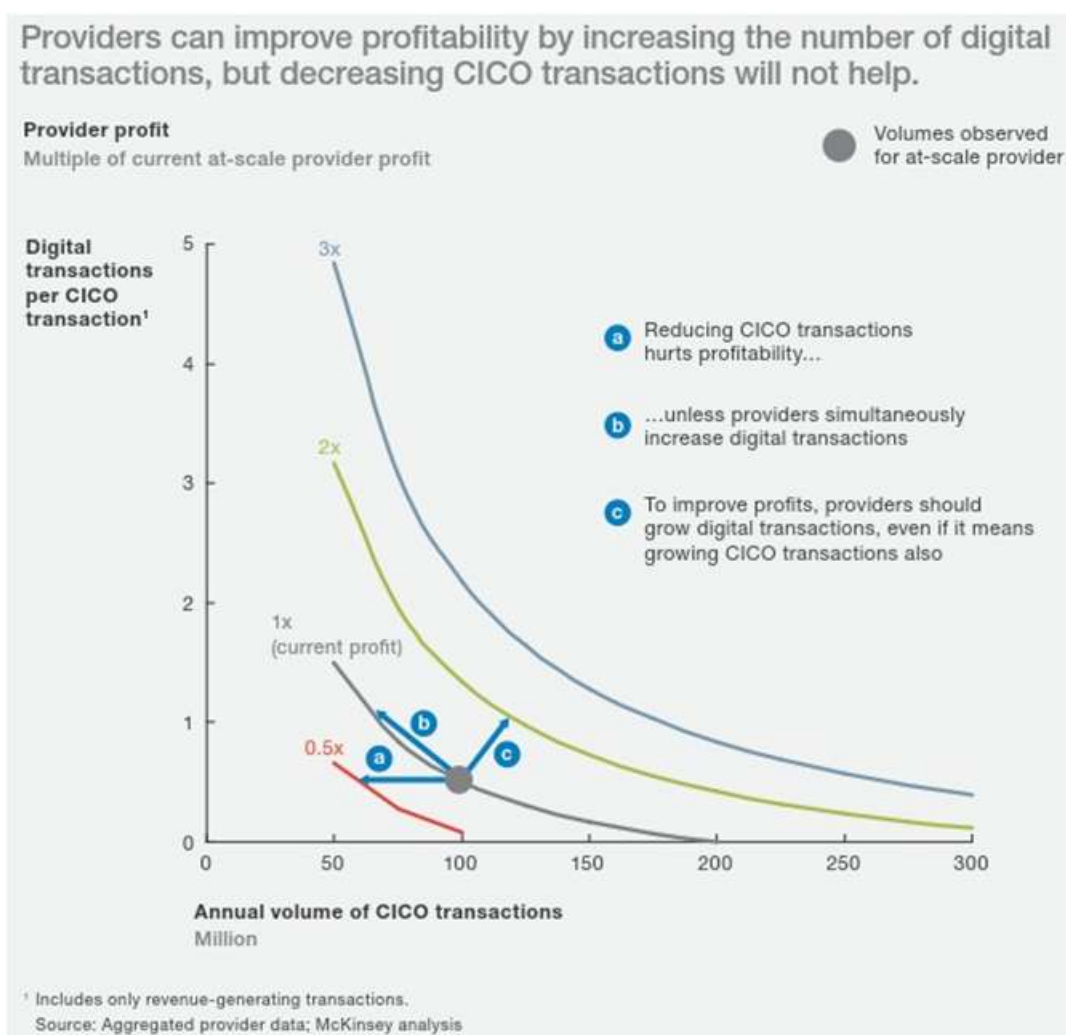 Providers can improve profitability by increasing the number of digital
transactions, but decreasing CICO transactions will not help.
Provider profit
Multiple of current at-scale provider profit
Volumes observed
for at-scale provider
Digital
transactions
per CICO
transaction¹
5
4
3
2
1
0
3x
2x
1x
(current profit)
0.5x
a
b
c
a Reducing CICO transactions
hurts profitability...
b ...unless providers simultaneously
increase digital transactions
c To improve profits, providers should
grow digital transactions, even if it means
growing CICO transactions also
0 50 100 150 200 250 300
Annual volume of CICO transactions
Million
¹ Includes only revenue-generating transactions.
Source: Aggregated provider data; McKinsey analysis